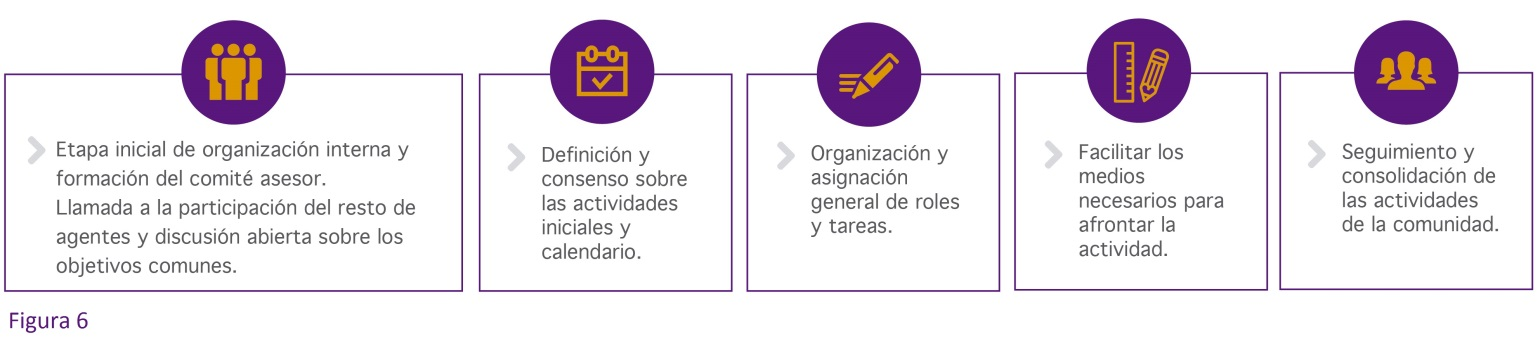 Etapa inicial de organización interna y
formación del comité asesor.
Llamada a la participación del resto de
agentes y discusión abierta sobre los
objetivos comunes.
Definición y
consenso sobre
las actividades
iniciales y
calendario.
Organización y
asignación
general de roles
y tareas.
Facilitar los
medios
necesarios para
afrontar la
actividad.
Seguimiento y
consolidación de
las actividades
de la comunidad.
Figura 6